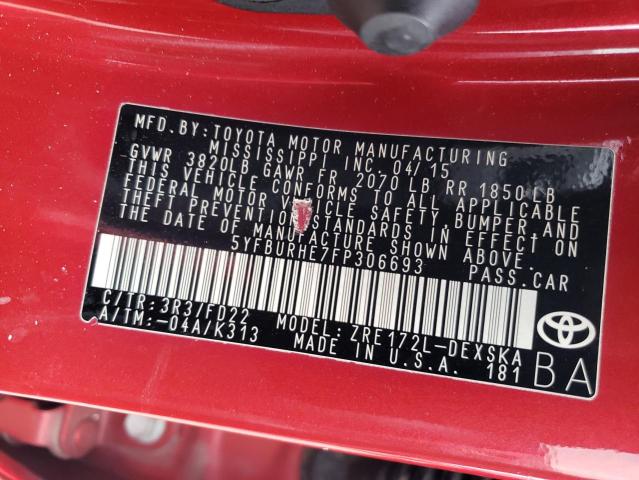 MFD.BY:TOYOTA MOTOR MANUFACTURING
MISSISSIPPI INC. 04/15
GVWR 3820LB GAWR FR 2070 LB RR 1850 LB
THIS VEHICLE CONFORMS TO ALL APPLICABLE
FEDERAL MOTOR VEHICLE SAFETY, BUMPER, AND
THEFT PREVENTION STANDARDS IN EFFECT ON
THE DATE OF MANUFACTURE SHOWN ABOVE.
5YFBURHE7FP306693 PASS.CAR
C/TR:3R3/FD22
A/TM:-04A/K313 MODEL:ZRE172L-DEXSKA
MADE IN U.S.A. 181
BA